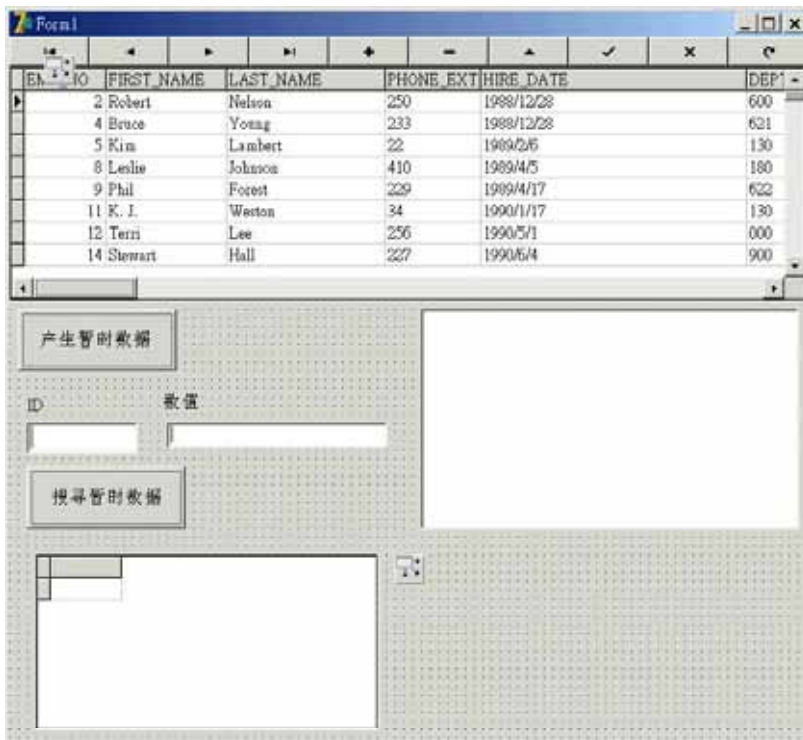 Form1
FIRST_NAME LAST_NAME PHONE_EXT HIRE_DATE DEPT
2 Robert Nelson 250 1988/12/28 600
4 Bruce Young 233 1988/12/28 621
5 Kim Lambert 22 1989/2/6 130
8 Leslie Johnson 410 1989/4/5 180
9 Phil Forest 229 1989/4/17 622
11 K. J. Weston 34 1990/1/17 130
12 Terri Lee 256 1990/5/1 000
14 Stewart Hall 227 1990/6/4 900
产生暂时数据
ID 数值
搜寻暂时数据